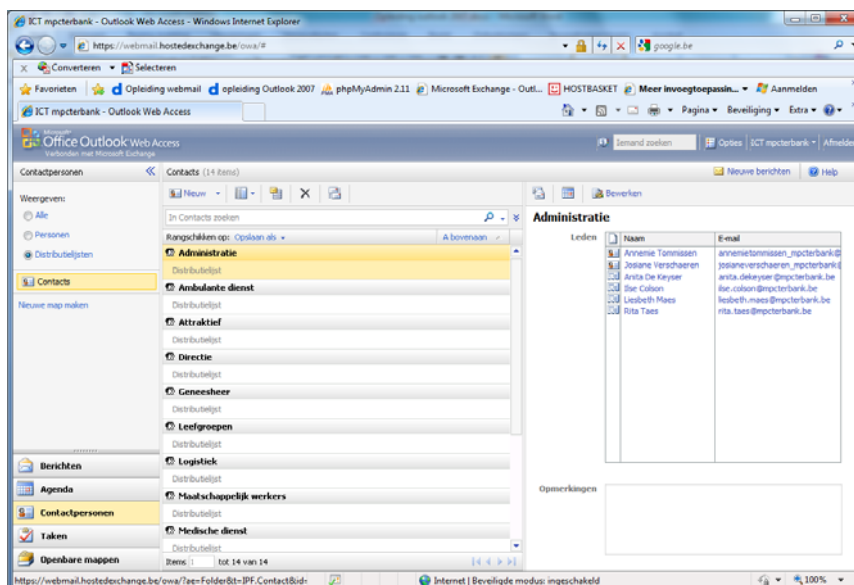 ICT mpcterbank - Outlook Web Access - Windows Internet Explorer
https://webmail.hostedexchange.be/owa/#
google.be
x Converteren Selecteren
Favorieten Opleiding webmail opleiding Outlook 2007 phpMyAdmin 2.11 Microsoft Exchange - Outl... HOSTBASKET Meer invoegtoepassin... Aanmelden
ICT mpcterbank - Outlook Web Access
Pagina Beveiliging Extra
Microsoft
Office Outlook Web Access
Verbonden met Microsoft Exchange
Iemand zoeken Opties ICT mpcterbank Afmelden
Contactpersonen
Contacts (14 items)
Nieuwe berichten Help
Weergeven:
Alle
Personen
Distributielijsten
Contacts
Nieuwe map maken
Nieuw
In Contacts zoeken
Rangschikken op: Opslaan als A bovenaan
Administratie
Distributielijst
Ambulante dienst
Distributielijst
Attraktief
Distributielijst
Directie
Distributielijst
Geneesheer
Distributielijst
Leefgroepen
Distributielijst
Logistiek
Distributielijst
Maatschappelijk werkers
Distributielijst
Medische dienst
Distributielijst
Items 1 tot 14 van 14
Bewerken
Administratie
Leden
Naam E-mail
Annemie Tommissen annemietommissen_mpcterbank@
Josiane Verschaeren josianeverschaeren_mpcterbank@
Anita De Keyser anita.dekeyser@mpcterbank.be
Ilse Colson ilse.colson@mpcterbank.be
Liesbeth Maes liesbeth.maes@mpcterbank.be
Rita Taes rita.taes@mpcterbank.be
Opmerkingen
Berichten
Agenda
Contactpersonen
Taken
Openbare mappen
https://webmail.hostedexchange.be/owa/?ae=Folder&t=IPF.Contact&id=
Internet | Beveiligde modus: ingeschakeld
100%